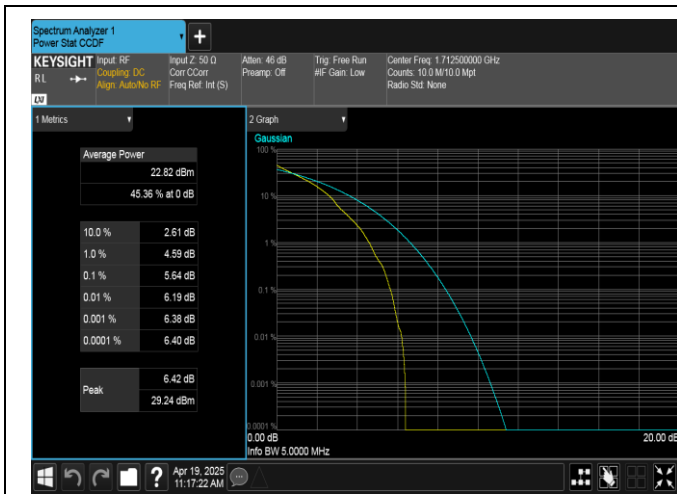 Spectrum Analyzer 1
Power Stat CCDF
+
KEYSIGHT Input: RF Input Z: 50 Ω Atten: 46 dB Trig: Free Run Center Freq: 1.712500000 GHz
RL Coupling: DC Corr CCorr Preamp: Off #IF Gain: Low Counts: 10.0 M/10.0 Mpt
Align: Auto/No RF Freq Ref: Int (S) Radio Std: None
LXI
1 Metrics
2 Graph
Average Power
22.82 dBm
45.36 % at 0 dB
10.0 % 2.61 dB
1.0 % 4.59 dB
0.1 % 5.64 dB
0.01 % 6.19 dB
0.001 % 6.38 dB
0.0001 % 6.40 dB
Peak 6.42 dB
29.24 dBm
Gaussian
100 %
10 %
1 %
0.1 %
0.01 %
0.001 %
0.0001 %
0.00 dB 20.00 dB
Info BW 5.0000 MHz
? Apr 19, 2025
11:17:22 AM